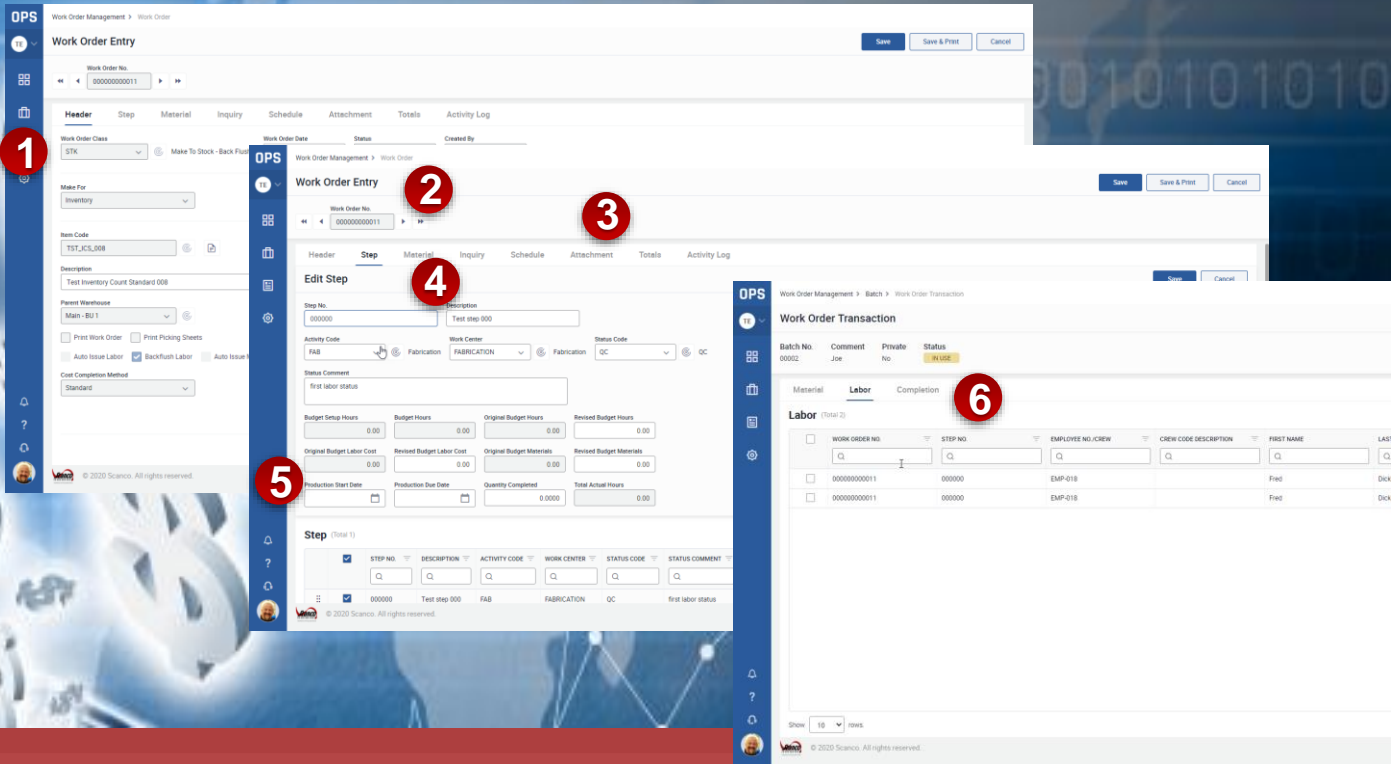 OPS
Work Order Management > Work Order
TE
Work Order Entry
Save
Save & Print
Cancel
Work Order No.
000000000011
Header Step Material Inquiry Schedule Attachment Totals Activity Log
Work Order Class
Work Order Date
Status
Created By
STK
Make To Stock - Back Flush
1
Make For
Inventory
Item Code
TST_ICS_008
Description
Test Inventory Count Standard 008
Parent Warehouse
Main - BU 1
Print Work Order
Print Picking Sheets
Auto Issue Labor
Backflush Labor
Auto Issue M
Cost Completion Method
Standard
?
Scanco
© 2020 Scanco. All rights reserved.
OPS
Work Order Management > Work Order
TE
Work Order Entry
2
Save
Save & Print
Cancel
Work Order No.
000000000011
3
Header Step Material Inquiry Schedule Attachment Totals Activity Log
Edit Step
4
Save
Cancel
Step No.
Description
000000
Test step 000
Activity Code
Work Center
Status Code
FAB
Fabrication
FABRICATION
Fabrication
QC
QC
Status Comment
first labor status
Budget Setup Hours
Budget Hours
Original Budget Hours
Revised Budget Hours
0.00
0.00
0.00
0.00
Original Budget Labor Cost
Revised Budget Labor Cost
Original Budget Materials
Revised Budget Materials
0.00
0.00
0.00
0.00
5
Production Start Date
Production Due Date
Quantity Completed
Total Actual Hours
0.0000
0.00
Step (Total 1)
STEP NO. DESCRIPTION ACTIVITY CODE WORK CENTER STATUS CODE STATUS COMMENT
000000 Test step 000 FAB FABRICATION QC first labor status
?
Scanco
© 2020 Scanco. All rights reserved.
OPS
Work Order Management > Batch > Work Order Transaction
TE
Work Order Transaction
Batch No. Comment Private Status
00002 Joe No IN USE
Material Labor Completion
6
Labor (Total 2)
WORK ORDER NO. STEP NO. EMPLOYEE NO./CREW CREW CODE DESCRIPTION FIRST NAME LAST
000000000011 000000 EMP-018 Fred Dick
000000000011 000000 EMP-018 Fred Dick
?
Show 10 rows.
Scanco
© 2020 Scanco. All rights reserved.
01010101 0